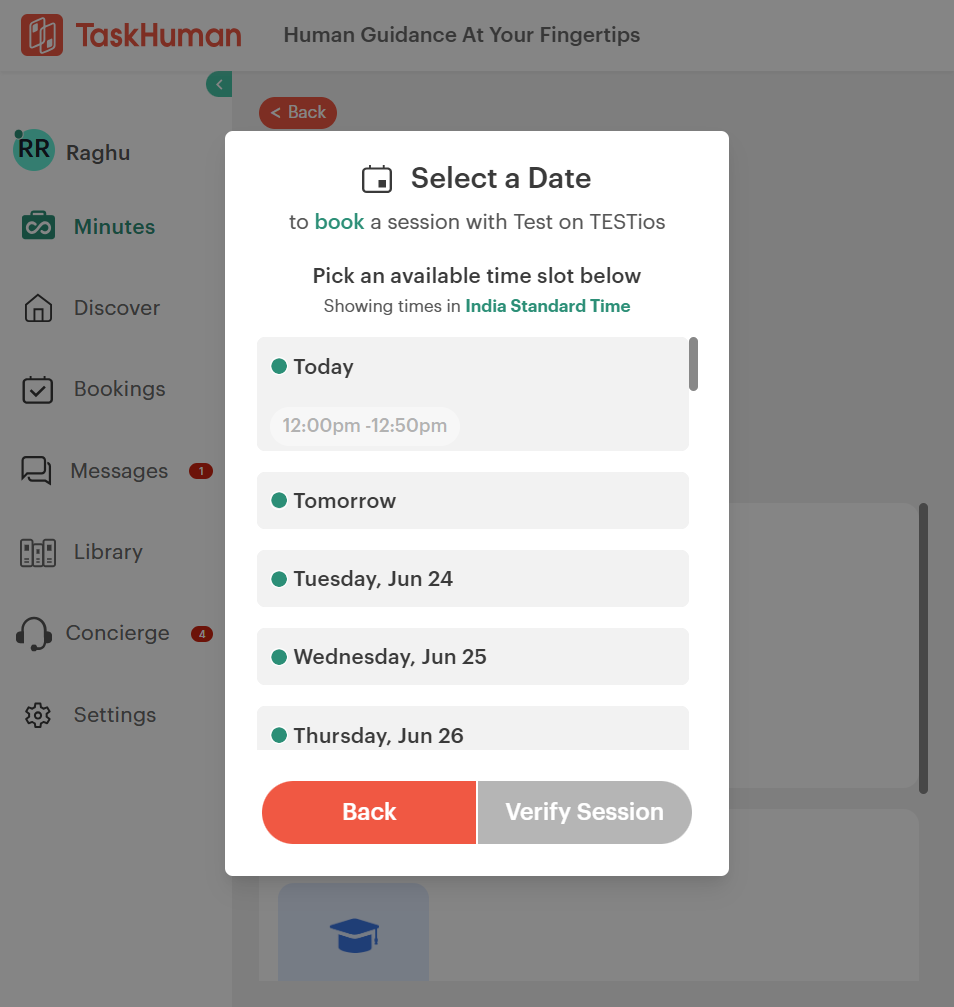 TaskHuman
Human Guidance At Your Fingertips
< Back
RR
Raghu
Minutes
Discover
Bookings
Messages 1
Library
Concierge 4
Settings
Select a Date
to book a session with Test on TESTios
Pick an available time slot below
Showing times in India Standard Time
Today
12:00pm -12:50pm
Tomorrow
Tuesday, Jun 24
Wednesday, Jun 25
Thursday, Jun 26
Back
Verify Session